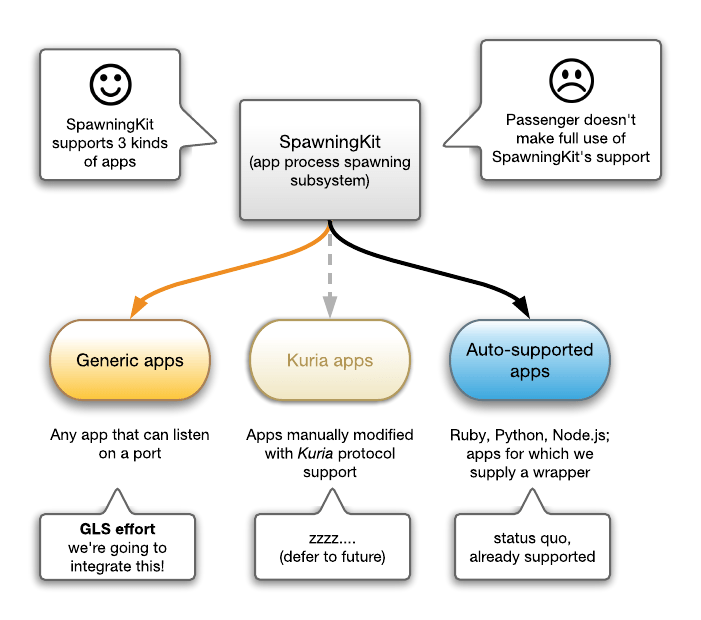 SpawningKit
supports 3 kinds
of apps
SpawningKit
(app process spawning
subsystem)
Passenger doesn't
make full use of
SpawningKit's support
Generic apps
Kuria apps
Auto-supported
apps
Any app that can listen
on a port
Apps manually modified
with Kuria protocol
support
Ruby, Python, Node.js;
apps for which we
supply a wrapper
GLS effort
we're going to
integrate this!
zzzz....
(defer to future)
status quo,
already supported